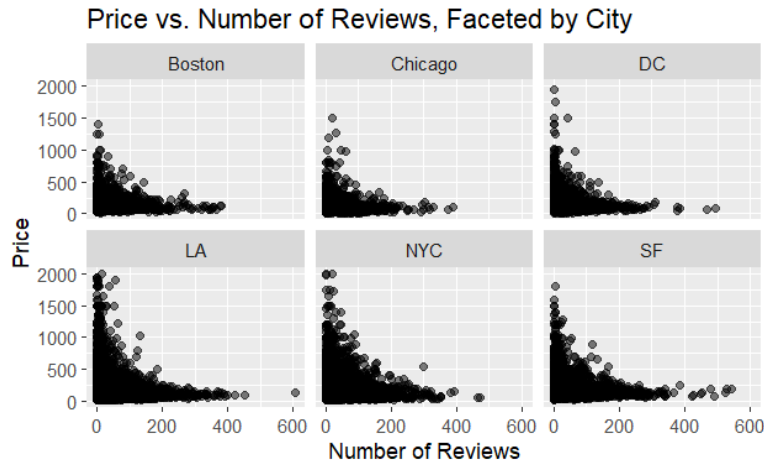 Price vs. Number of Reviews, Faceted by City
Boston Chicago DC
2000
1500
1000
500
0
Price
LA NYC SF
2000
1500
1000
500
0
0 200 400 600 0 200 400 600 0 200 400 600
Number of Reviews